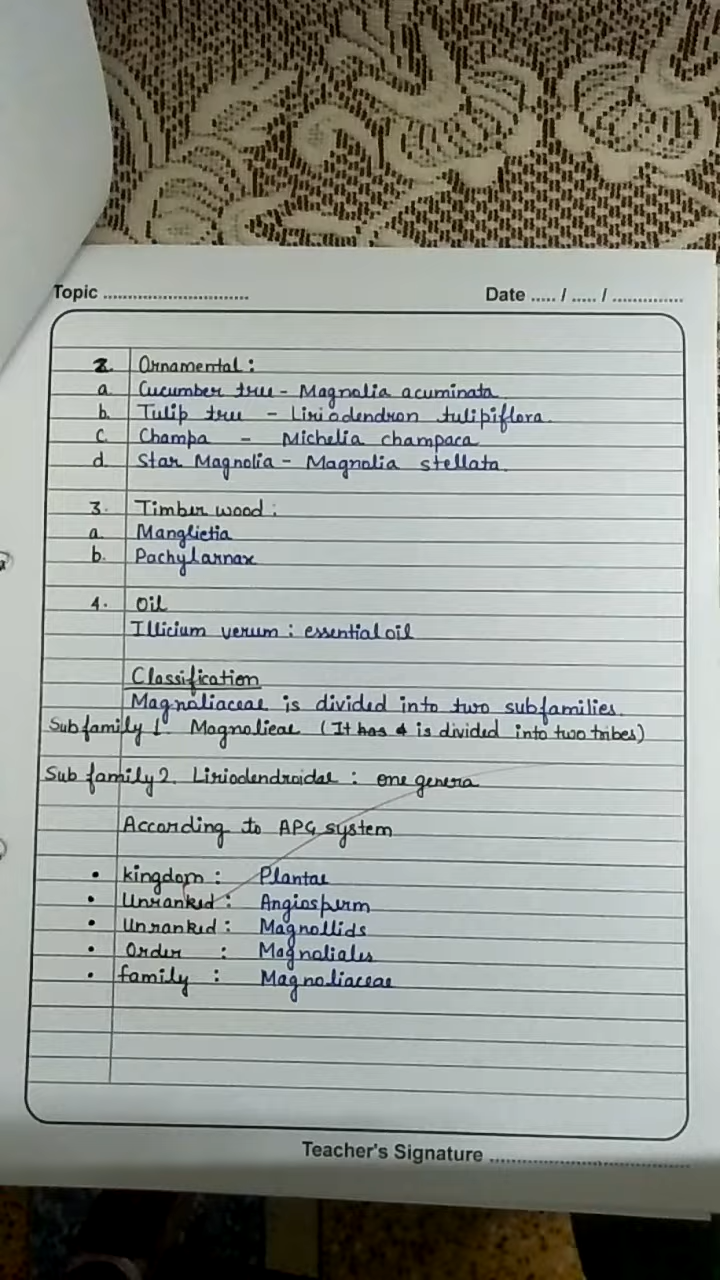 Topic ............................
Date ..... / ..... / ..............
2. Ornamental :
a. Cucumber tree - Magnolia acuminata
b. Tulip tree - Liriodendron tulipiflora.
c. Champa - Michelia champaca
d. Star Magnolia - Magnolia stellata.
3. Timber wood :
a. Manglietia
b. Pachylarnax
4. Oil
Illicium verum : essential oil
Classification
Magnoliaceae is divided into two subfamilies.
Sub family 1. Magnolieae (It has is divided into two tribes)
Sub family 2. Liriodendroidae : one genera
According to APG system
• kingdom : Plantae
• Unranked : Angiosperm
• Unranked : Magnollids
• Order : Magnoliales
• family : Magnoliaceae
Teacher's Signature ..........................................